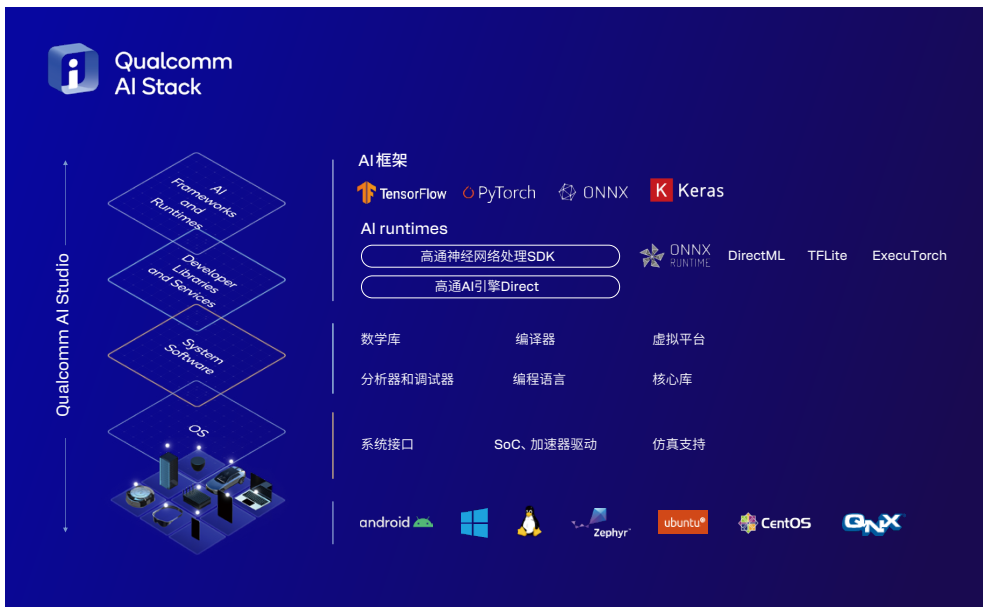 Qualcomm
AI Stack
Qualcomm AI Studio
AI
Frameworks
and
Runtimes
Developer
Libraries
and Services
System
Software
OS
AI框架
TensorFlow PyTorch ONNX K Keras
AI runtimes
高通神经网络处理SDK ONNX RUNTIME DirectML TFLite ExecuTorch
高通AI引擎Direct
数学库 编译器 虚拟平台
分析器和调试器 编程语言 核心库
系统接口 SoC、加速器驱动 仿真支持
android Zephyr ubuntu CentOS QNX